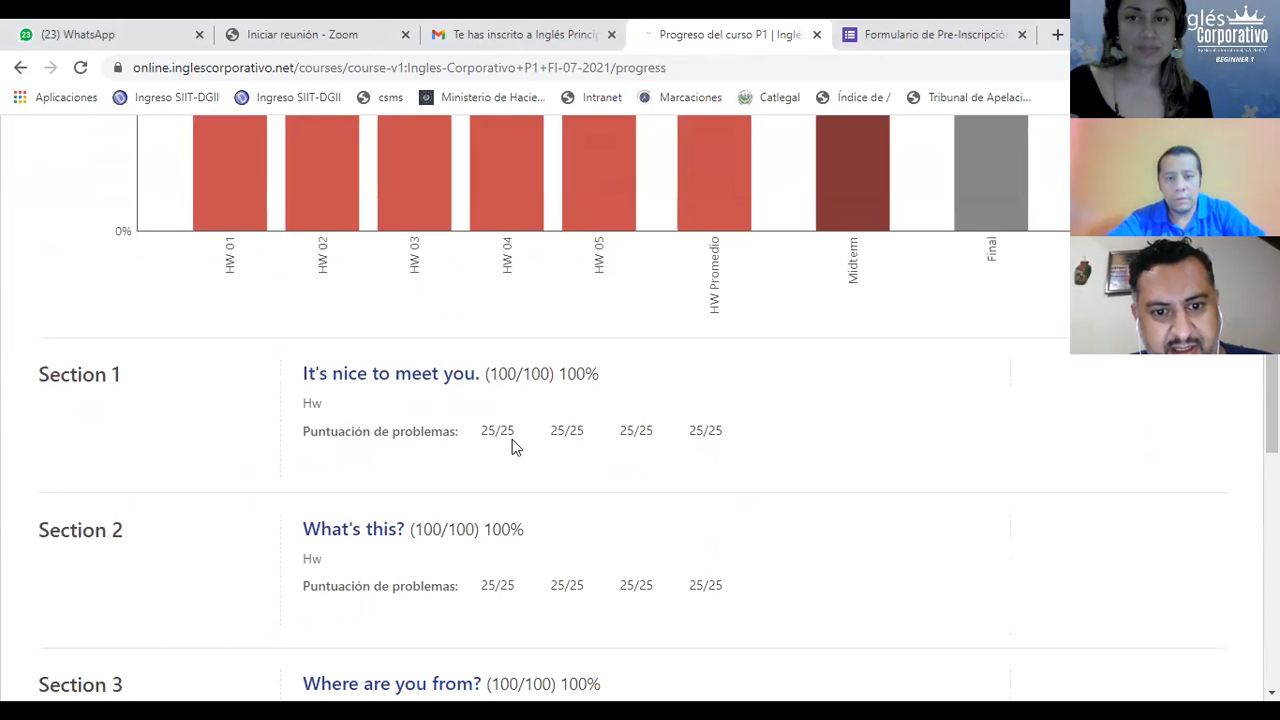 (23) WhatsApp
Iniciar reunión - Zoom
Te has inscrito a Inglés Princi
Progreso del curso P1 | Inglé
Formulario de Pre-Inscripció
online.inglescorporativo.net/courses/course-v1:Ingles-Corporativo+P1+FI-07-2021/progress
Aplicaciones
Ingreso SIIT-DGII
Ingreso SIIT-DGII
csms
Ministerio de Hacie...
Intranet
Marcaciones
Catlegal
Índice de /
Tribunal de Apelaci...
glés
Corporativo
BEGINNER 1
0%
HW 01
HW 02
HW 03
HW 04
HW 05
HW Promedio
Midterm
Final
Section 1
It's nice to meet you. (100/100) 100%
Hw
Puntuación de problemas: 25/25 25/25 25/25 25/25
Section 2
What's this? (100/100) 100%
Hw
Puntuación de problemas: 25/25 25/25 25/25 25/25
Section 3
Where are you from? (100/100) 100%